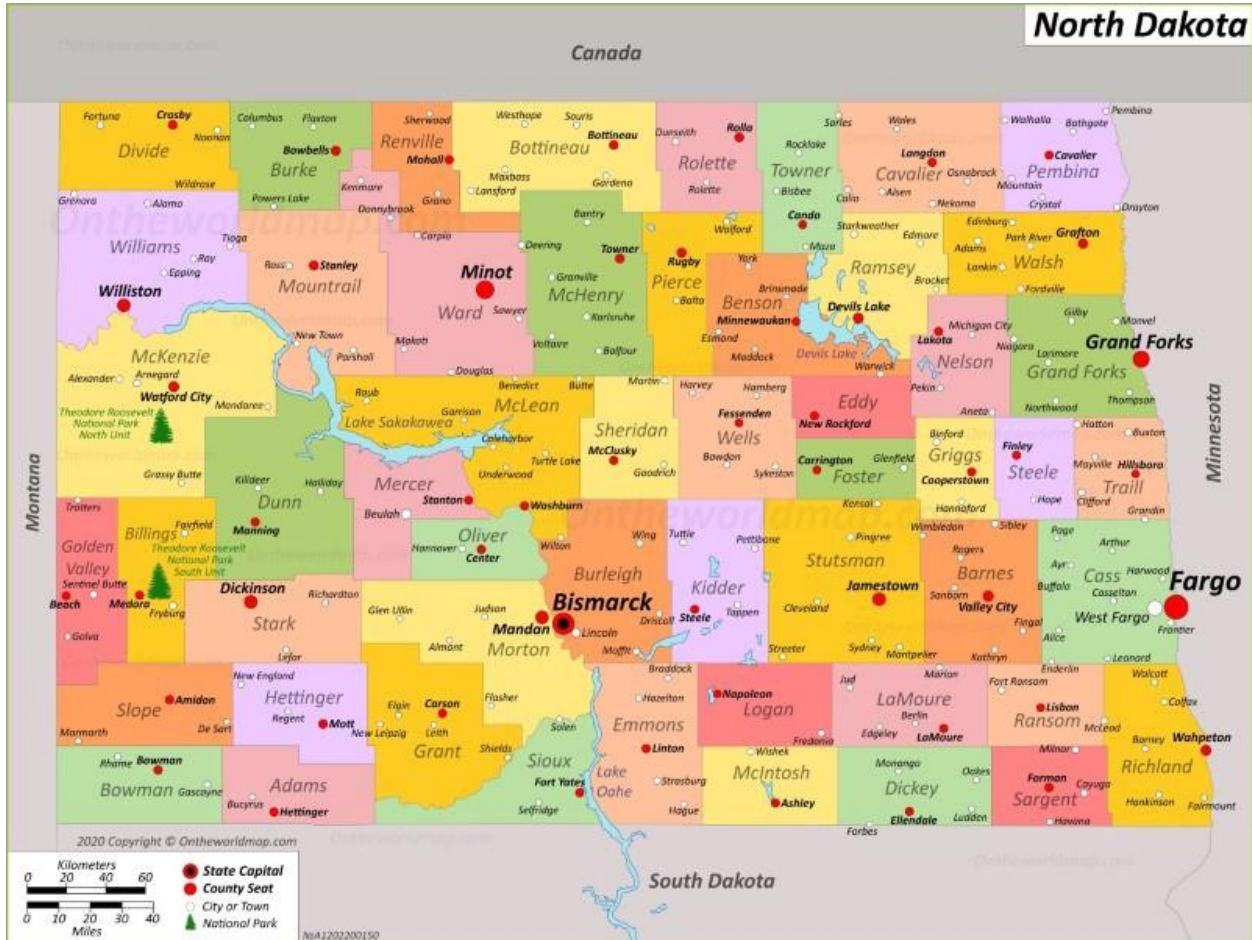 North Dakota
Canada
Montana
Minnesota
South Dakota
Ontheworldmap.com
Fortuna
Crosby
Noonan
Divide
Wildrose
Columbus
Flaxton
Bowbells
Burke
Powers Lake
Sherwood
Renville
Mohall
Kenmare
Grano
Donnybrook
Westhope
Souris
Bottineau
Bottineau
Maxbass
Lansford
Gardena
Dunseith
Rolla
Rolette
Rolette
Rocklake
Towner
Bisbee
Cando
Maza
Sarles
Wales
Langdon
Cavalier
Osnabrock
Calio
Alsen
Nekoma
Pembina
Walhalla
Bathgate
Cavalier
Pembina
Mountain
Crystal
Drayton
Grenora
Alamo
Williams
Tioga
Ray
Epping
Williston
Ross
Stanley
Mountrail
New Town
Parshall
Carpio
Minot
Ward
Sawyer
Makoti
Douglas
Bantry
Deering
Towner
Granville
McHenry
Karlsruhe
Voltaire
Balfour
Wolford
Rugby
Pierce
Balta
York
Benson
Brinsmade
Minnewaukan
Esmond
Maddock
Devils Lake
Warwick
Starkweather
Edmore
Ramsey
Brocket
Devils Lake
Edinburg
Park River
Grafton
Adams
Lankin
Walsh
Fordville
Lakota
Michigan City
Nelson
Pekin
Aneta
Gilby
Manvel
Niagara
Larimore
Grand Forks
Grand Forks
Northwood
Thompson
McKenzie
Alexander
Arnegard
Watford City
Mandaree
Theodore Roosevelt
National Park
North Unit
Grassy Butte
Raub
Benedict
Butte
McLean
Garrison
Lake Sakakawea
Coleharbor
Turtle Lake
Underwood
Washburn
Martin
Sheridan
McClusky
Goodrich
Harvey
Hamberg
Fessenden
Wells
Bowdon
Sykeston
Eddy
New Rockford
Carrington
Glenfield
Foster
Binford
Griggs
Cooperstown
Hannaford
Finley
Steele
Hope
Hatton
Buxton
Mayville
Hillsboro
Clifford
Traill
Grandin
Killdeer
Halliday
Dunn
Manning
Mercer
Stanton
Beulah
Oliver
Hannover
Center
Trotters
Golden
Valley
Sentinel Butte
Beach
Golva
Billings
Fairfield
Theodore Roosevelt
National Park
South Unit
Medora
Fryburg
Dickinson
Richardton
Stark
Lefor
Glen Ullin
Judson
Mandan
Almont
Morton
Flasher
Wilton
Wing
Burleigh
Bismarck
Lincoln
Driscoll
Moffit
Tuttle
Pettibone
Kidder
Steele
Tappen
Kensal
Pingree
Stutsman
Cleveland
Jamestown
Streeter
Sydney
Montpelier
Wimbledon
Sibley
Rogers
Barnes
Sanborn
Valley City
Fingal
Kathryn
Page
Arthur
Ayr
Cass
Harwood
Buffalo
Casselton
Fargo
West Fargo
Frontier
Alice
Leonard
Enderlin
Amidon
Slope
De Sart
Marmarth
New England
Hettinger
Regent
Mott
Elgin
Carson
New Leipzig
Leith
Grant
Shields
Solen
Sioux
Fort Yates
Selfridge
Lake
Oahe
Braddock
Hazelton
Emmons
Linton
Strasburg
Hague
Napoleon
Logan
Fredonia
Wishek
McIntosh
Ashley
Jud
Marion
LaMoure
Berlin
Edgeley
LaMoure
Fort Ransom
Lisbon
Ransom
McLeod
Milnor
Walcott
Colfax
Barney
Wahpeton
Richland
Hankinson
Fairmount
Rhame
Bowman
Bowman
Gascoyne
Adams
Bucyrus
Hettinger
Monango
Oakes
Dickey
Ellendale
Ludden
Forbes
Forman
Cayuga
Sargent
Havana
2020 Copyright © Ontheworldmap.com
Kilometers
0 20 40 60
0 10 20 30 40
Miles
State Capital
County Seat
City or Town
National Park